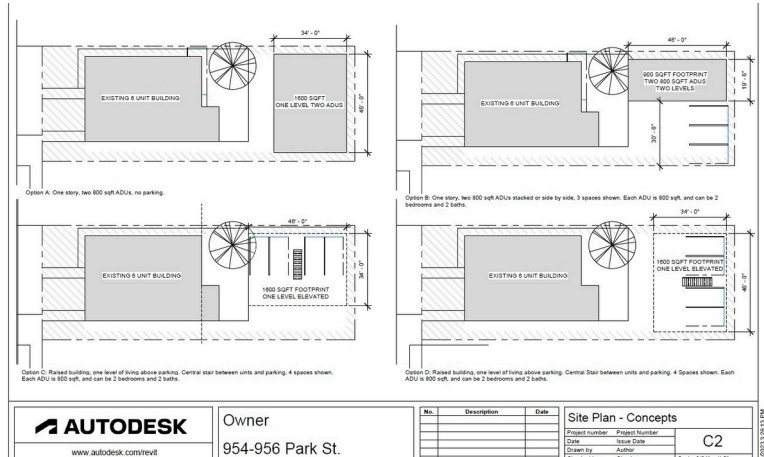 34' - 0"
EXISTING 6 UNIT BUILDING
1600 SQFT
ONE LEVEL TWO ADUS
46' - 0"
Option A: One story, two 800 sqft ADUs, no parking.
46' - 0"
EXISTING 6 UNIT BUILDING
900 SQFT FOOTPRINT
TWO 800 SQFT ADUS
TWO LEVELS
19' - 6"
30' - 6"
Option B: One story, two 800 sqft ADUs stacked or side by side, 3 spaces shown. Each ADU is 800 sqft, and can be 2
bedrooms and 2 baths.
46' - 0"
EXISTING 6 UNIT BUILDING
1600 SQFT FOOTPRINT
ONE LEVEL ELEVATED
34' - 0"
Option C: Raised building, one level of living above parking. Central stair between uints and parking, 4 spaces shown.
Each ADU is 800 sqft, and can be 2 bedrooms and 2 baths.
34' - 0"
EXISTING 6 UNIT BUILDING
1600 SQFT FOOTPRINT
ONE LEVEL ELEVATED
46' - 0"
Option D: Raised building, one level of living above parking. Central Stair between units and parking. 4 Spaces shown. Each
ADU is 800 sqft, and can be 2 bedrooms and 2 baths.
AUTODESK
www.autodesk.com/revit
Owner
954-956 Park St.
No. Description Date
Site Plan - Concepts
Project number Project Number
Date Issue Date
Drawn by Author
C2
3:26:13 PM